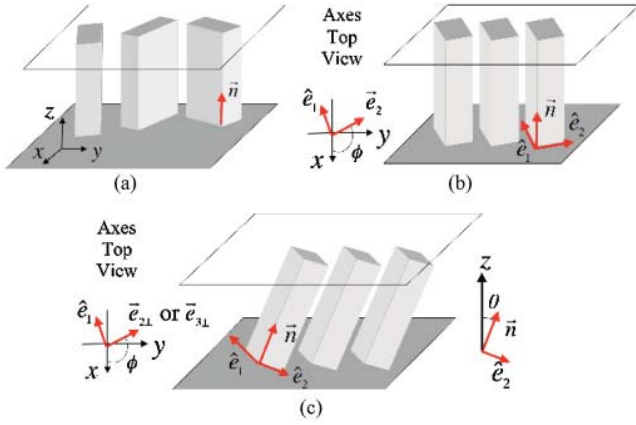 Axes
Top
View
n⃗
z
x
y
(a)
ê₁
e⃗₂
y
x
ϕ
n⃗
ê₂
ê₁
(b)
Axes
Top
View
ê₁
e⃗₂⊥ or e⃗₃⊥
y
x
ϕ
n⃗
ê₁
ê₂
z
θ
n⃗
ê₂
(c)